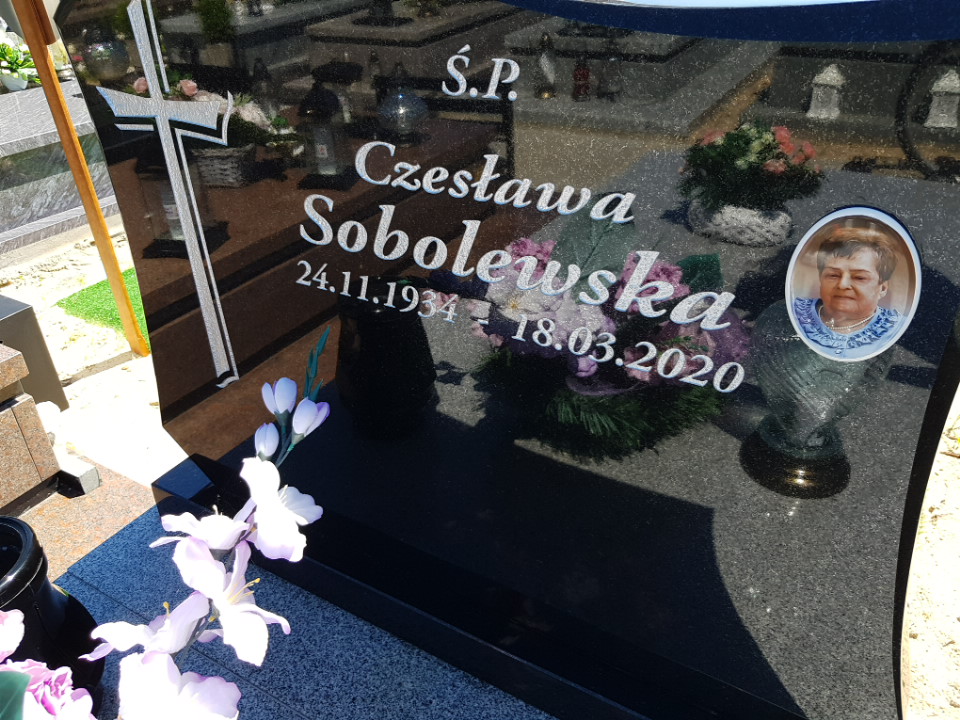 Ś.P.
Czesława
Sobolewska
24.11.1934 - 18.03.2020